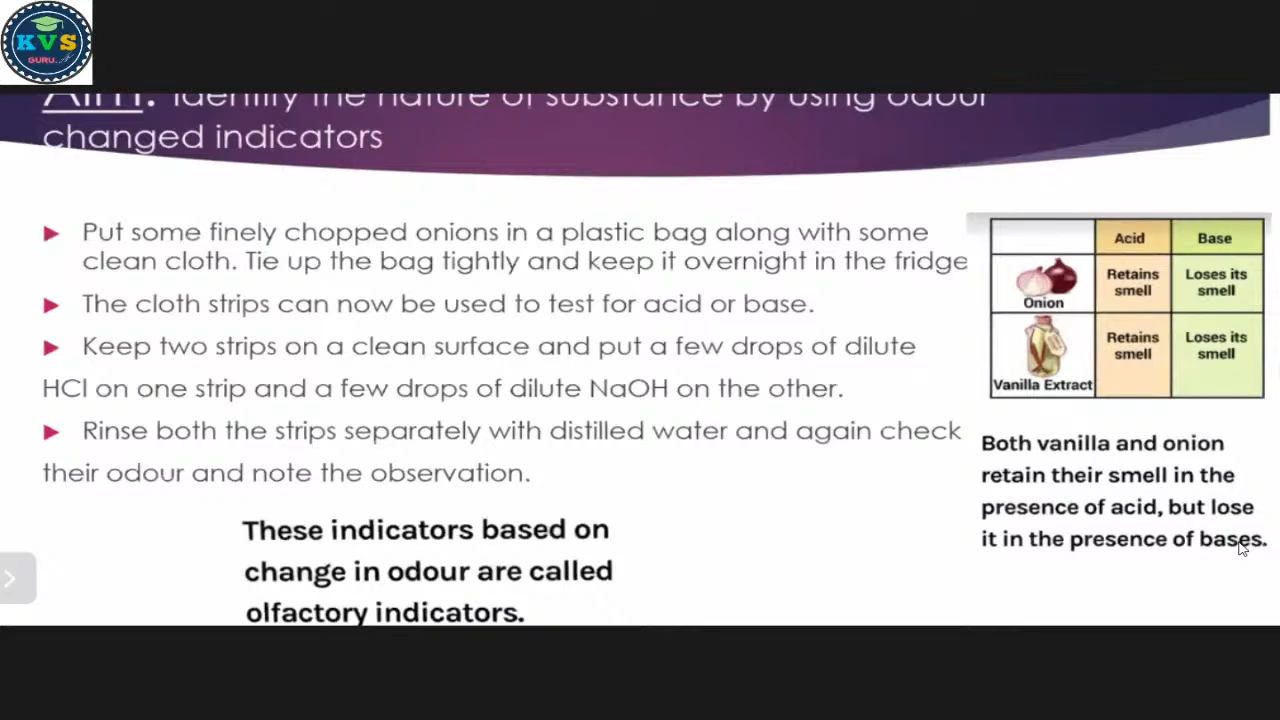 KVS
GURU..
Aim: Identify the nature of substance by using odour
changed indicators
Put some finely chopped onions in a plastic bag along with some
clean cloth. Tie up the bag tightly and keep it overnight in the fridge
The cloth strips can now be used to test for acid or base.
Keep two strips on a clean surface and put a few drops of dilute
HCl on one strip and a few drops of dilute NaOH on the other.
Rinse both the strips separately with distilled water and again check
their odour and note the observation.
These indicators based on
change in odour are called
olfactory indicators.
Acid Base
Retains Loses its
smell smell
Onion
Retains Loses its
smell smell
Vanilla Extract
Both vanilla and onion
retain their smell in the
presence of acid, but lose
it in the presence of bases.